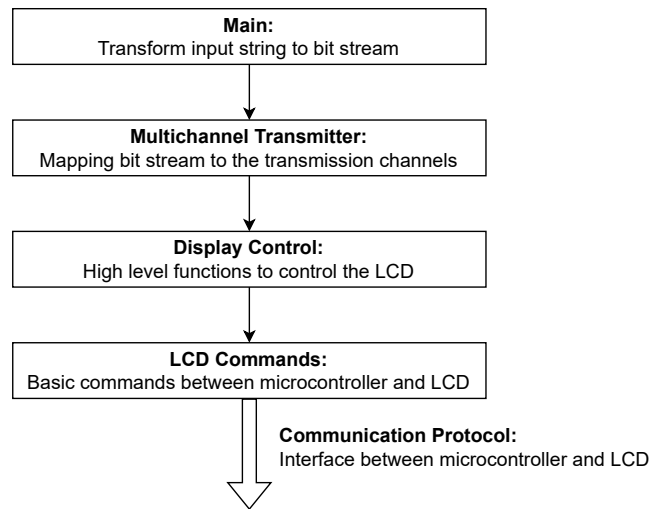 Main:
Transform input string to bit stream
Multichannel Transmitter:
Mapping bit stream to the transmission channels
Display Control:
High level functions to control the LCD
LCD Commands:
Basic commands between microcontroller and LCD
Communication Protocol:
Interface between microcontroller and LCD